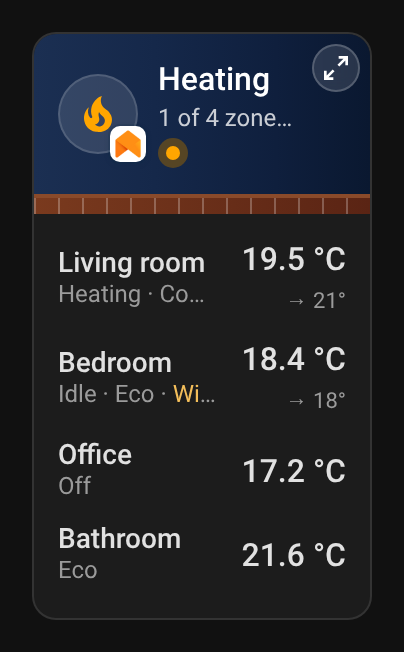 Heating
1 of 4 zone…
Living room
19.5 °C
Heating · Co…
→ 21°
Bedroom
18.4 °C
Idle · Eco · Wi…
→ 18°
Office
17.2 °C
Off
Bathroom
21.6 °C
Eco